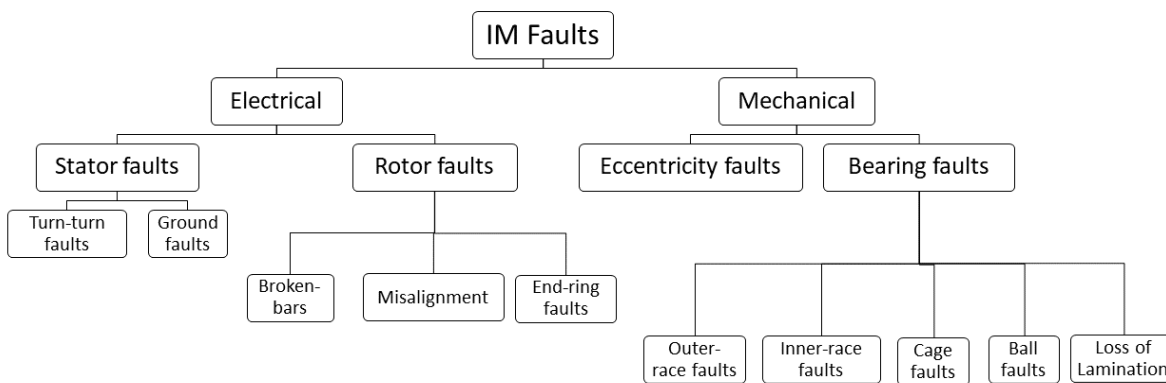 IM Faults
Electrical
Mechanical
Stator faults
Rotor faults
Eccentricity faults
Bearing faults
Turn-turn
faults
Ground
faults
Broken-
bars
Misalignment
End-ring
faults
Outer-
race faults
Inner-race
faults
Cage
faults
Ball
faults
Loss of
Lamination